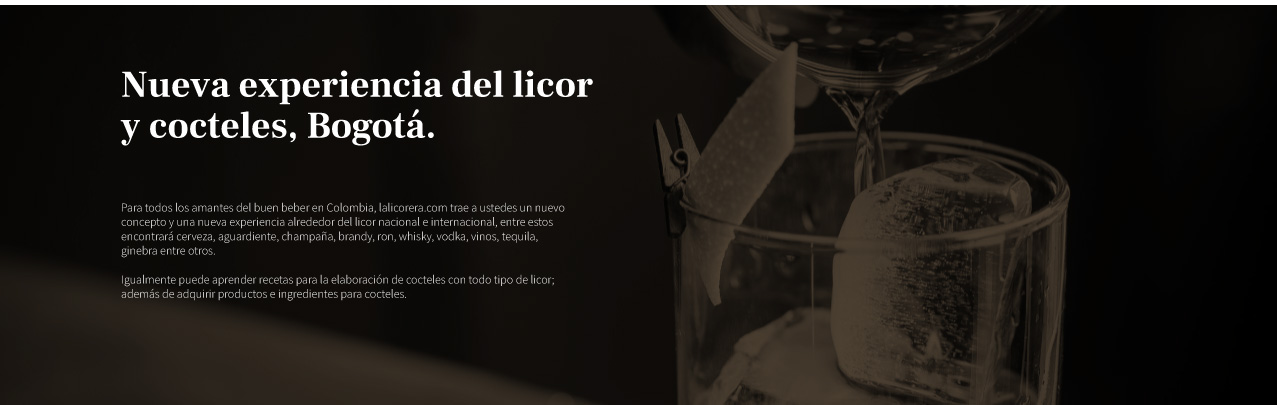 Nueva experiencia del licor
y cocteles, Bogotá.
Para todos los amantes del buen beber en Colombia, lalicorera.com trae a ustedes un nuevo
concepto y una nueva experiencia alrededor del licor nacional e internacional, entre estos
encontrará cerveza, aguardiente, champaña, brandy, ron, whisky, vodka, vinos, tequila,
ginebra entre otros.
Igualmente puede aprender recetas para la elaboración de cocteles con todo tipo de licor;
además de adquirir productos e ingredientes para cocteles.